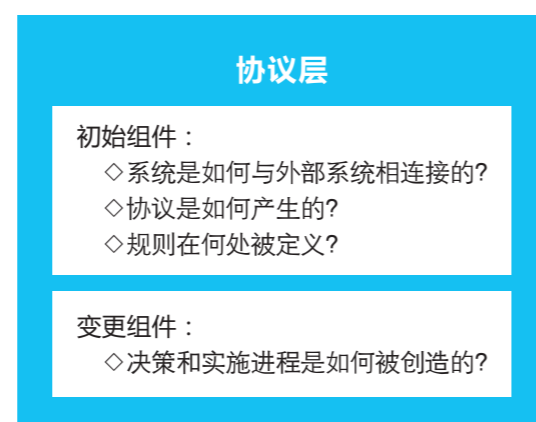 协议层
初始组件：
◇系统是如何与外部系统相连接的?
◇协议是如何产生的?
◇规则在何处被定义?
变更组件：
◇决策和实施进程是如何被创造的?